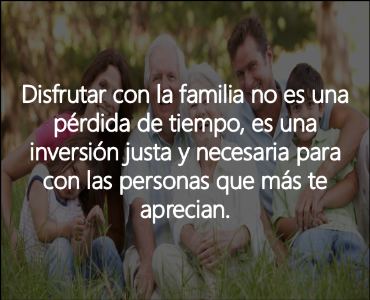 Disfrutar con la familia no es una
pérdida de tiempo, es una
inversión justa y necesaria para
con las personas que más te
aprecian.